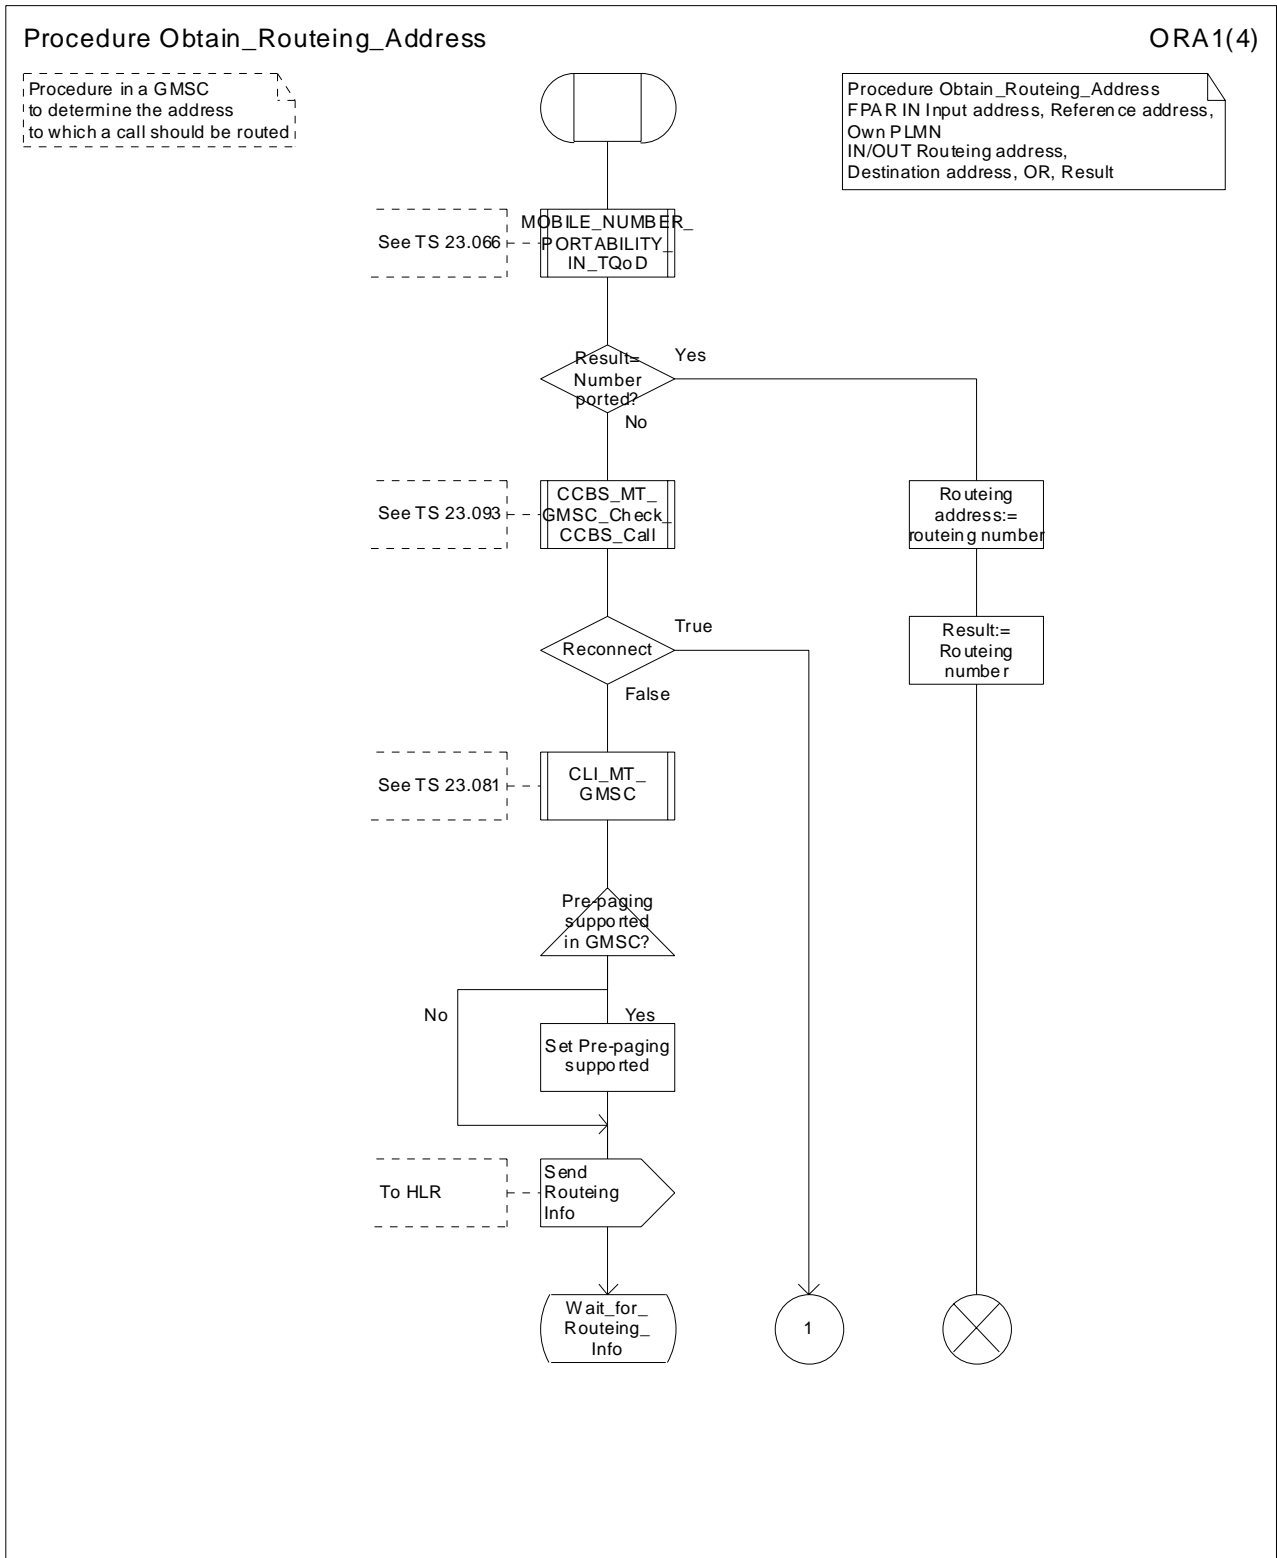 Procedure Obtain_Routeing_Address
ORA1(4)
Procedure in a GMSC
to determine the address
to which a call should be routed
Procedure Obtain_Routeing_Address
FPAR IN Input address, Reference address,
Own PLMN
IN/OUT Routeing address,
Destination address, OR, Result
See TS 23.066
MOBILE_NUMBER_
PORTABILITY_
IN_TQoD
Result=
Number
ported?
Yes
No
See TS 23.093
CCBS_MT_
GMSC_Check_
CCBS_Call
Routeing
address:=
routeing number
Reconnect
True
False
Result:=
Routeing
number
See TS 23.081
CLI_MT_
GMSC
Pre-paging
supported
in GMSC?
No
Yes
Set Pre-paging
supported
To HLR
Send
Routeing
Info
Wait_for_
Routeing_
Info
1